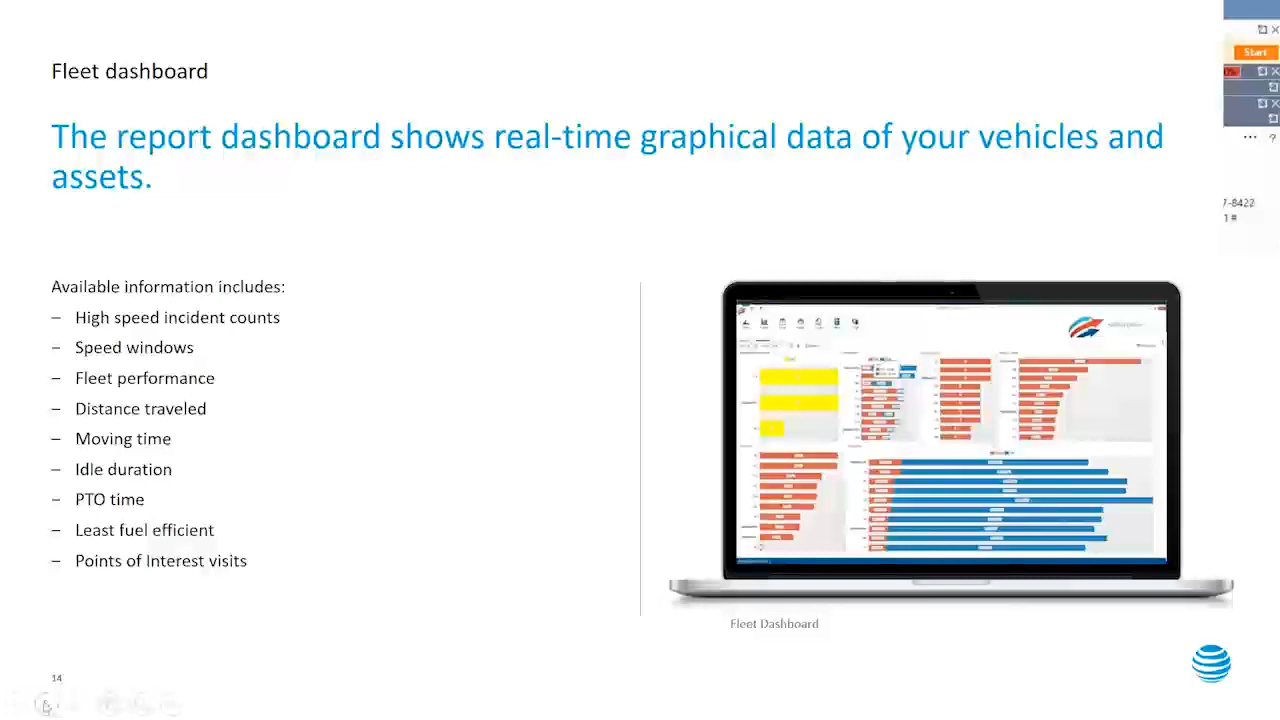 Fleet dashboard
The report dashboard shows real-time graphical data of your vehicles and
assets.
Available information includes:
– High speed incident counts
– Speed windows
– Fleet performance
– Distance traveled
– Moving time
– Idle duration
– PTO time
– Least fuel efficient
– Points of Interest visits
Fleet Dashboard
14
Start
7-8422
1 #